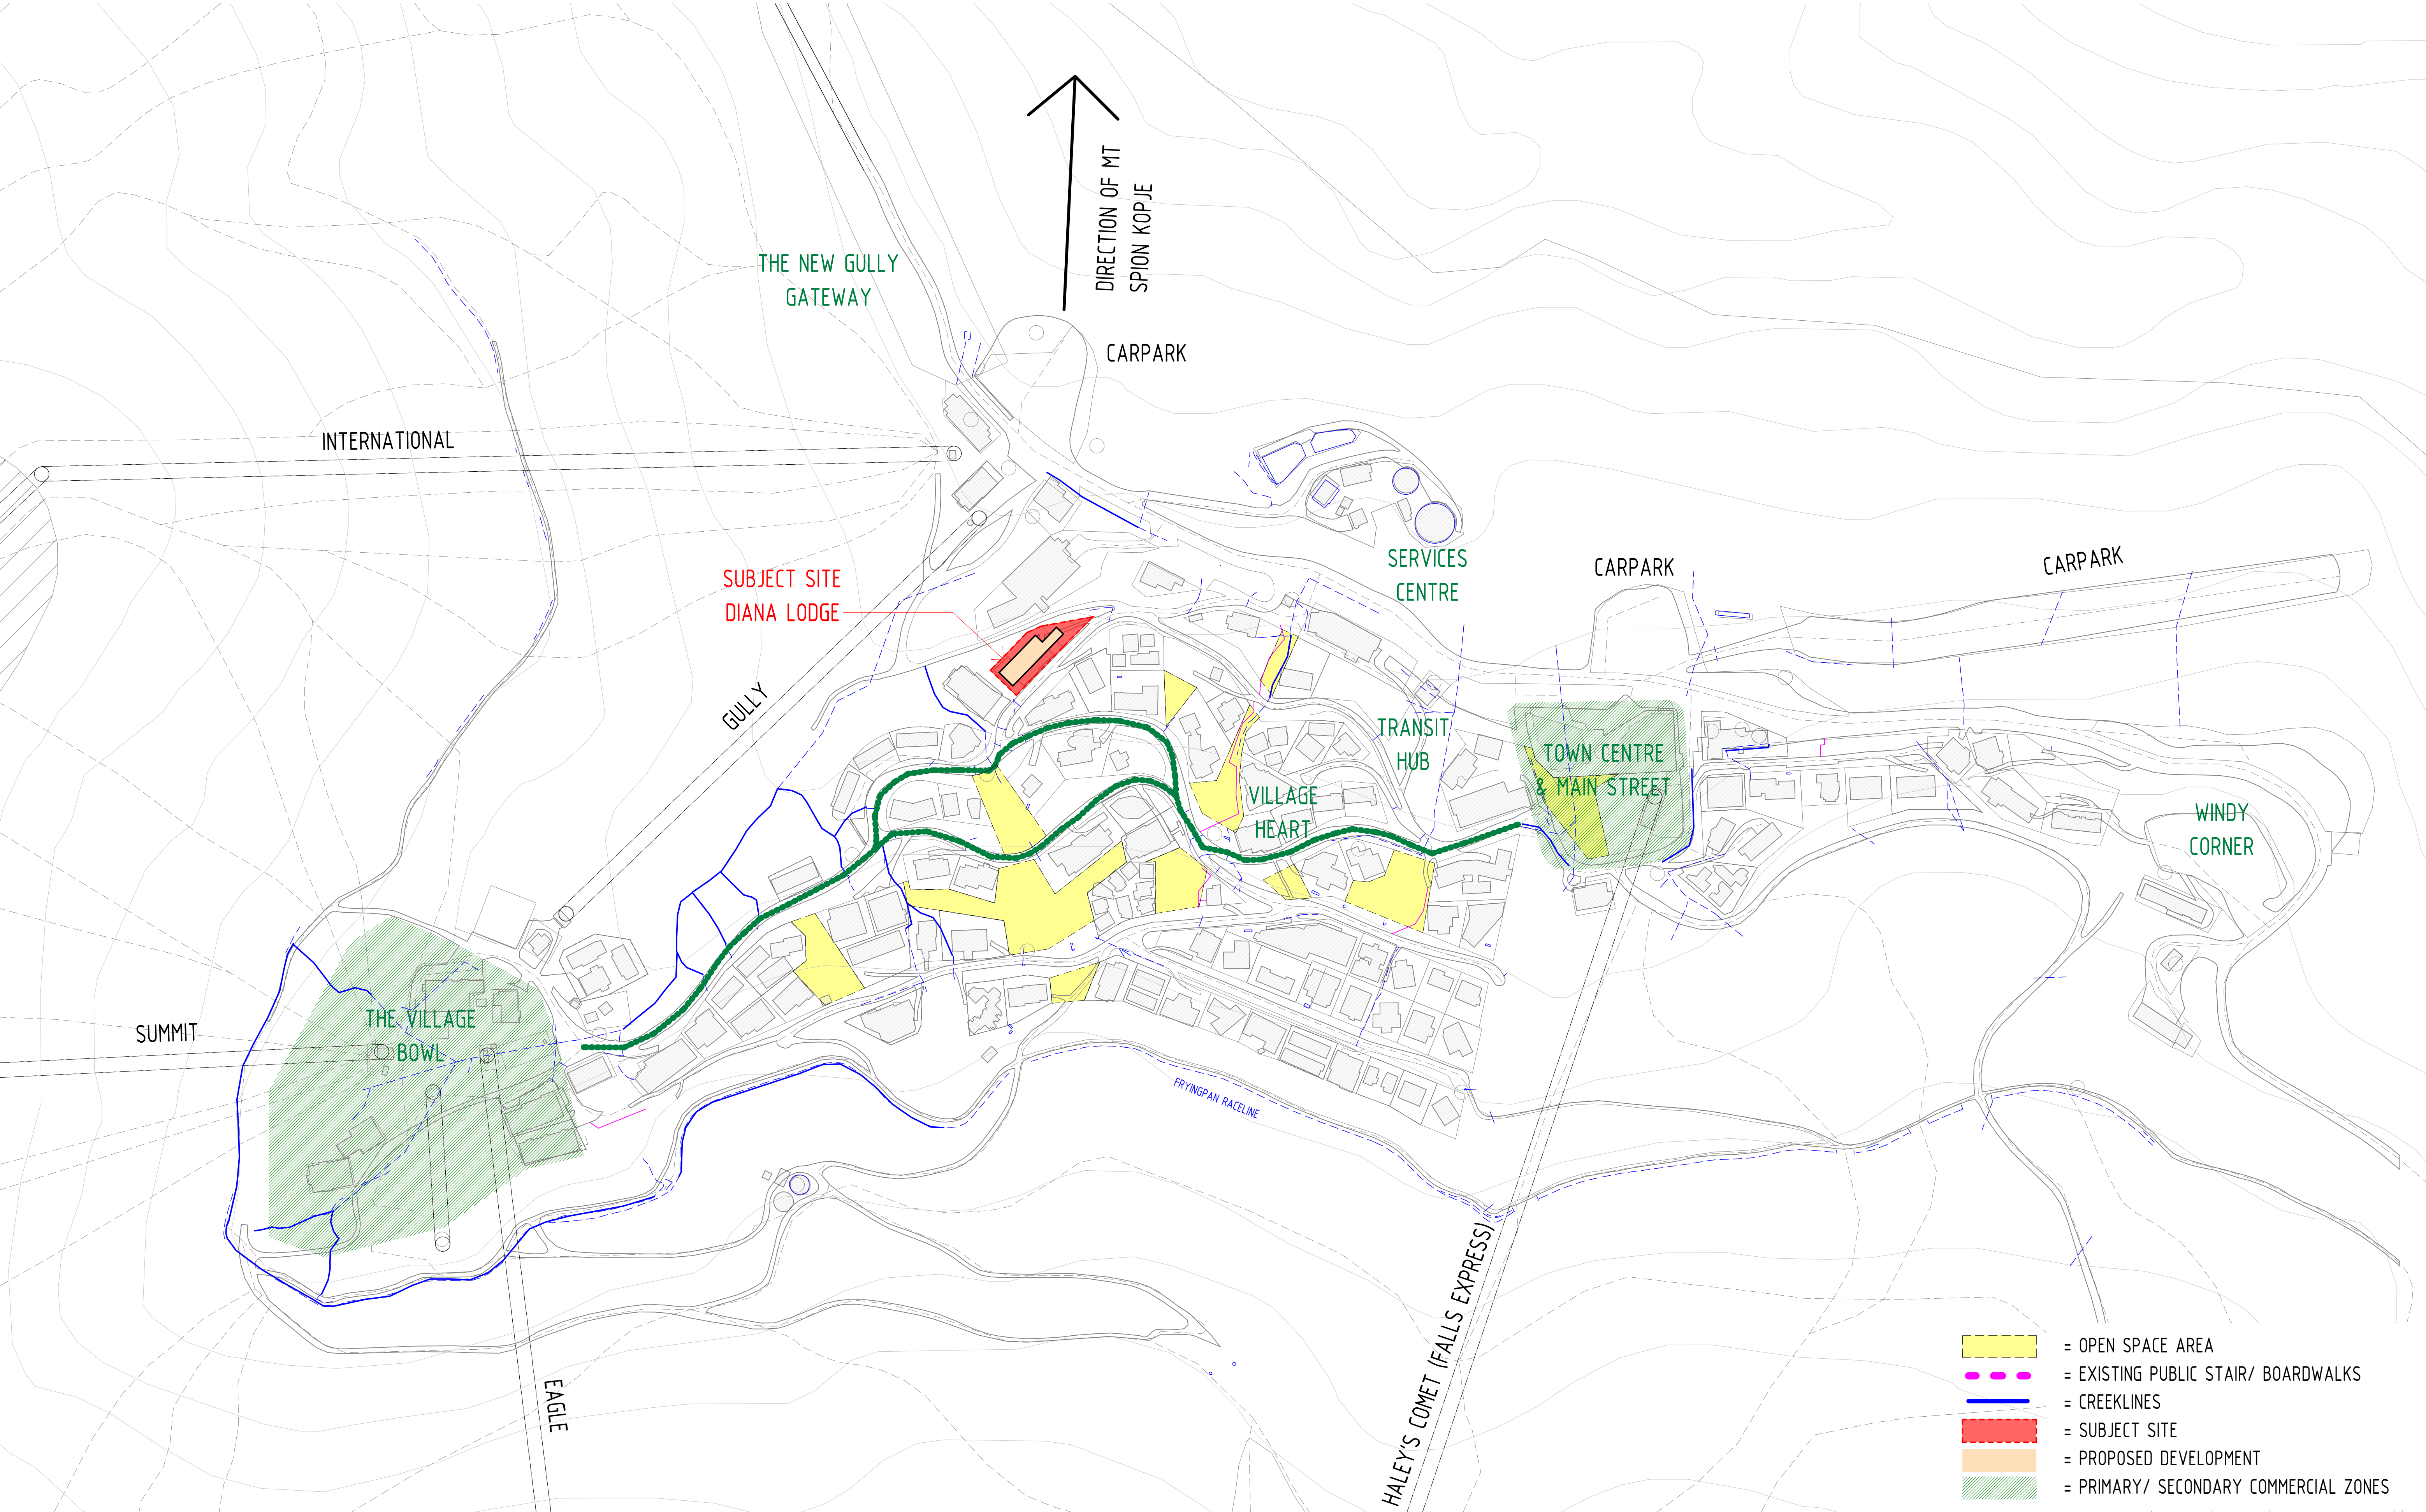 DIRECTION OF MT
SPION KOPJE
THE NEW GULLY
GATEWAY
CARPARK
INTERNATIONAL
SERVICES
CENTRE
CARPARK
CARPARK
SUBJECT SITE
DIANA LODGE
GULLY
TRANSIT
HUB
TOWN CENTRE
& MAIN STREET
VILLAGE
HEART
WINDY
CORNER
SUMMIT
THE VILLAGE
BOWL
FRYINGPAN RACELINE
HALEY'S COMET (FALLS EXPRESS)
EAGLE
= OPEN SPACE AREA
= EXISTING PUBLIC STAIR/ BOARDWALKS
= CREEKLINES
= SUBJECT SITE
= PROPOSED DEVELOPMENT
= PRIMARY/ SECONDARY COMMERCIAL ZONES